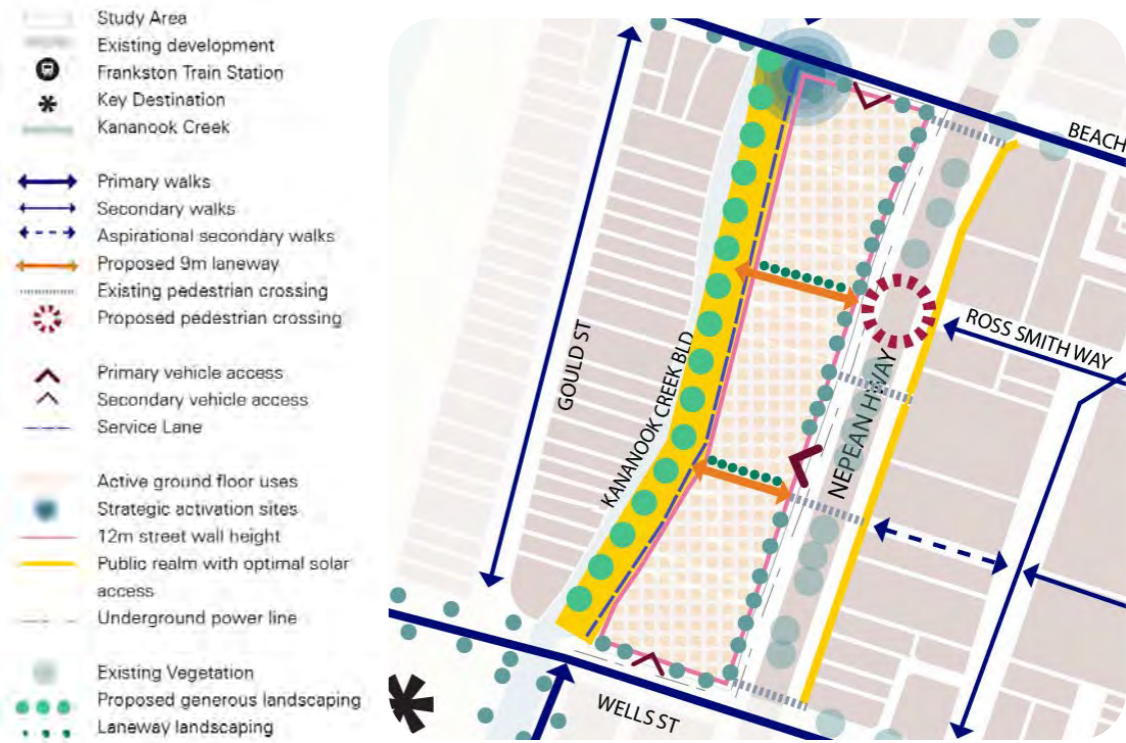 Study Area
Existing development
Frankston Train Station
Key Destination
Kananook Creek
Primary walks
Secondary walks
Aspirational secondary walks
Proposed 9m laneway
Existing pedestrian crossing
Proposed pedestrian crossing
Primary vehicle access
Secondary vehicle access
Service Lane
Active ground floor uses
Strategic activation sites
12m street wall height
Public realm with optimal solar
access
Underground power line
Existing Vegetation
Proposed generous landscaping
Laneway landscaping
BEACH
ROSS SMITH WAY
GOULD ST
KANANOOK CREEK BLD
NEPEAN HWAY
WELLS ST